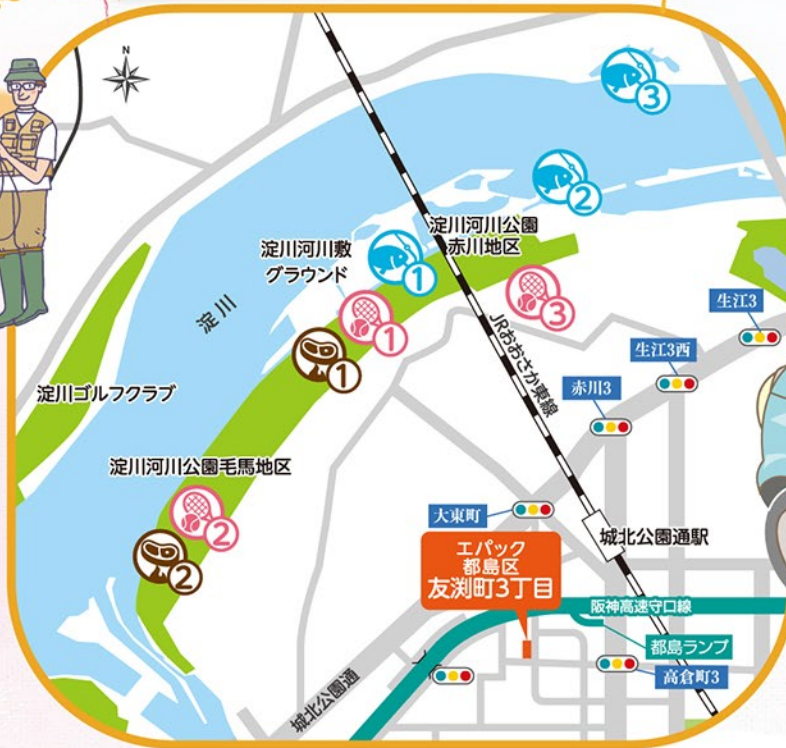 N
3
2
淀川河川公園
赤川地区
淀川河川敷
グラウンド
1
1
3
生江3
淀川
JRおおさか東線
生江3西
1
赤川3
淀川ゴルフクラブ
淀川河川公園毛馬地区
2
大東町
城北公園通駅
エパック
都島区
友渕町3丁目
2
阪神高速守口線
都島ランプ
高倉町3
城北公園通